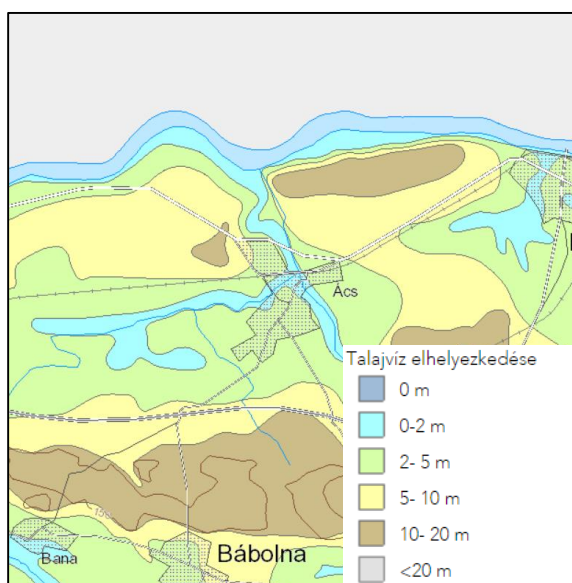 Ács
Talajvíz elhelyezkedése
0 m
0-2 m
2- 5 m
5- 10 m
10- 20 m
<20 m
Bana
Bábolna